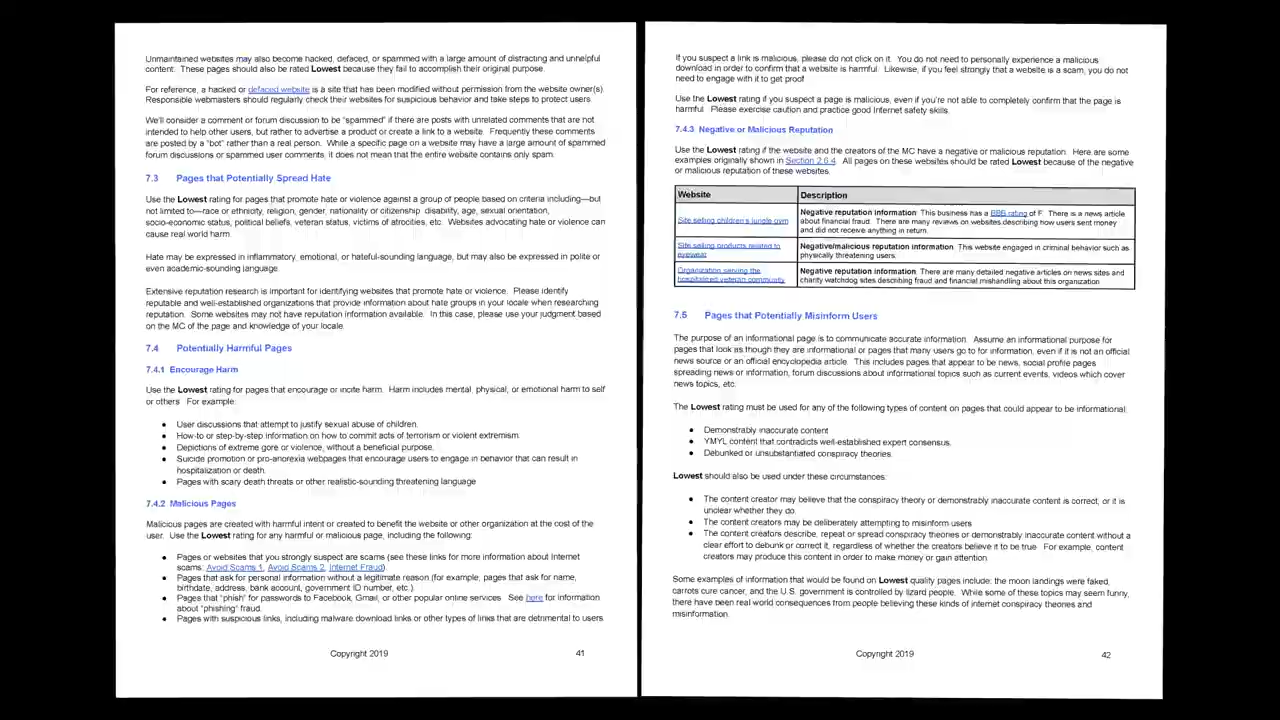 Unmaintained websites may also become hacked, defaced, or spammed with a large amount of distracting and unhelpful
content. These pages should also be rated Lowest because they fail to accomplish their original purpose.
For reference, a hacked or defaced website is a site that has been modified without permission from the website owner(s).
Responsible webmasters should regularly check their websites for suspicious behavior and take steps to protect users.
We'll consider a comment or forum discussion to be "spammed" if there are posts with unrelated comments that are not
intended to help other users, but rather to advertise a product or create a link to a website. Frequently these comments
are posted by a "bot" rather than a real person. While a specific page on a website may have a large amount of spammed
forum discussions or spammed user comments, it does not mean that the entire website contains only spam.
7.3 Pages that Potentially Spread Hate
Use the Lowest rating for pages that promote hate or violence against a group of people based on criteria including—but
not limited to—race or ethnicity, religion, gender, nationality or citizenship, disability, age, sexual orientation,
socio-economic status, political beliefs, veteran status, victims of atrocities, etc. Websites advocating hate or violence can
cause real world harm.
Hate may be expressed in inflammatory, emotional, or hateful-sounding language, but may also be expressed in polite or
even academic-sounding language.
Extensive reputation research is important for identifying websites that promote hate or violence. Please identify
reputable and well-established organizations that provide information about hate groups in your locale when researching
reputation. Some websites may not have reputation information available. In this case, please use your judgment based
on the MC of the page and knowledge of your locale.
7.4 Potentially Harmful Pages
7.4.1 Encourage Harm
Use the Lowest rating for pages that encourage or incite harm. Harm includes mental, physical, or emotional harm to self
or others. For example:
• User discussions that attempt to justify sexual abuse of children.
• How-to or step-by-step information on how to commit acts of terrorism or violent extremism.
• Depictions of extreme gore or violence, without a beneficial purpose.
• Suicide promotion or pro-anorexia webpages that encourage users to engage in behavior that can result in
hospitalization or death.
• Pages with scary death threats or other realistic-sounding threatening language
7.4.2 Malicious Pages
Malicious pages are created with harmful intent or created to benefit the website or other organization at the cost of the
user. Use the Lowest rating for any harmful or malicious page, including the following:
• Pages or websites that you strongly suspect are scams (see these links for more information about Internet
scams: Avoid Scams 1, Avoid Scams 2, Internet Fraud).
• Pages that ask for personal information without a legitimate reason (for example, pages that ask for name,
birthdate, address, bank account, government ID number, etc.).
• Pages that "phish" for passwords to Facebook, Gmail, or other popular online services. See here for information
about "phishing" fraud.
• Pages with suspicious links, including malware download links or other types of links that are detrimental to users
Copyright 2019 41
If you suspect a link is malicious, please do not click on it. You do not need to personally experience a malicious
download in order to confirm that a website is harmful. Likewise, if you feel strongly that a website is a scam, you do not
need to engage with it to get proof
Use the Lowest rating if you suspect a page is malicious, even if you're not able to completely confirm that the page is
harmful. Please exercise caution and practice good Internet safety skills.
7.4.3 Negative or Malicious Reputation
Use the Lowest rating if the website and the creators of the MC have a negative or malicious reputation. Here are some
examples originally shown in Section 2.6.4. All pages on these websites should be rated Lowest because of the negative
or malicious reputation of these websites.
Website Description
Site selling children's jungle gym
Negative reputation information: This business has a BBB rating of F. There is a news article
about financial fraud. There are many reviews on websites describing how users sent money
and did not receive anything in return.
Site selling products related to
eyewear
Negative/malicious reputation information: This website engaged in criminal behavior such as
physically threatening users.
Organization serving the
hospitalized veteran community
Negative reputation information: There are many detailed negative articles on news sites and
charity watchdog sites describing fraud and financial mishandling about this organization
7.5 Pages that Potentially Misinform Users
The purpose of an informational page is to communicate accurate information. Assume an informational purpose for
pages that look as though they are informational or pages that many users go to for information, even if it is not an official
news source or an official encyclopedia article. This includes pages that appear to be news, social profile pages
spreading news or information, forum discussions about informational topics such as current events, videos which cover
news topics, etc.
The Lowest rating must be used for any of the following types of content on pages that could appear to be informational:
• Demonstrably inaccurate content
• YMYL content that contradicts well-established expert consensus.
• Debunked or unsubstantiated conspiracy theories.
Lowest should also be used under these circumstances:
• The content creator may believe that the conspiracy theory or demonstrably inaccurate content is correct, or it is
unclear whether they do.
• The content creators may be deliberately attempting to misinform users
• The content creators describe, repeat or spread conspiracy theories or demonstrably inaccurate content without a
clear effort to debunk or correct it, regardless of whether the creators believe it to be true. For example, content
creators may produce this content in order to make money or gain attention.
Some examples of information that would be found on Lowest quality pages include: the moon landings were faked,
carrots cure cancer, and the U.S. government is controlled by lizard people. While some of these topics may seem funny,
there have been real world consequences from people believing these kinds of internet conspiracy theories and
misinformation.
Copyright 2019 42